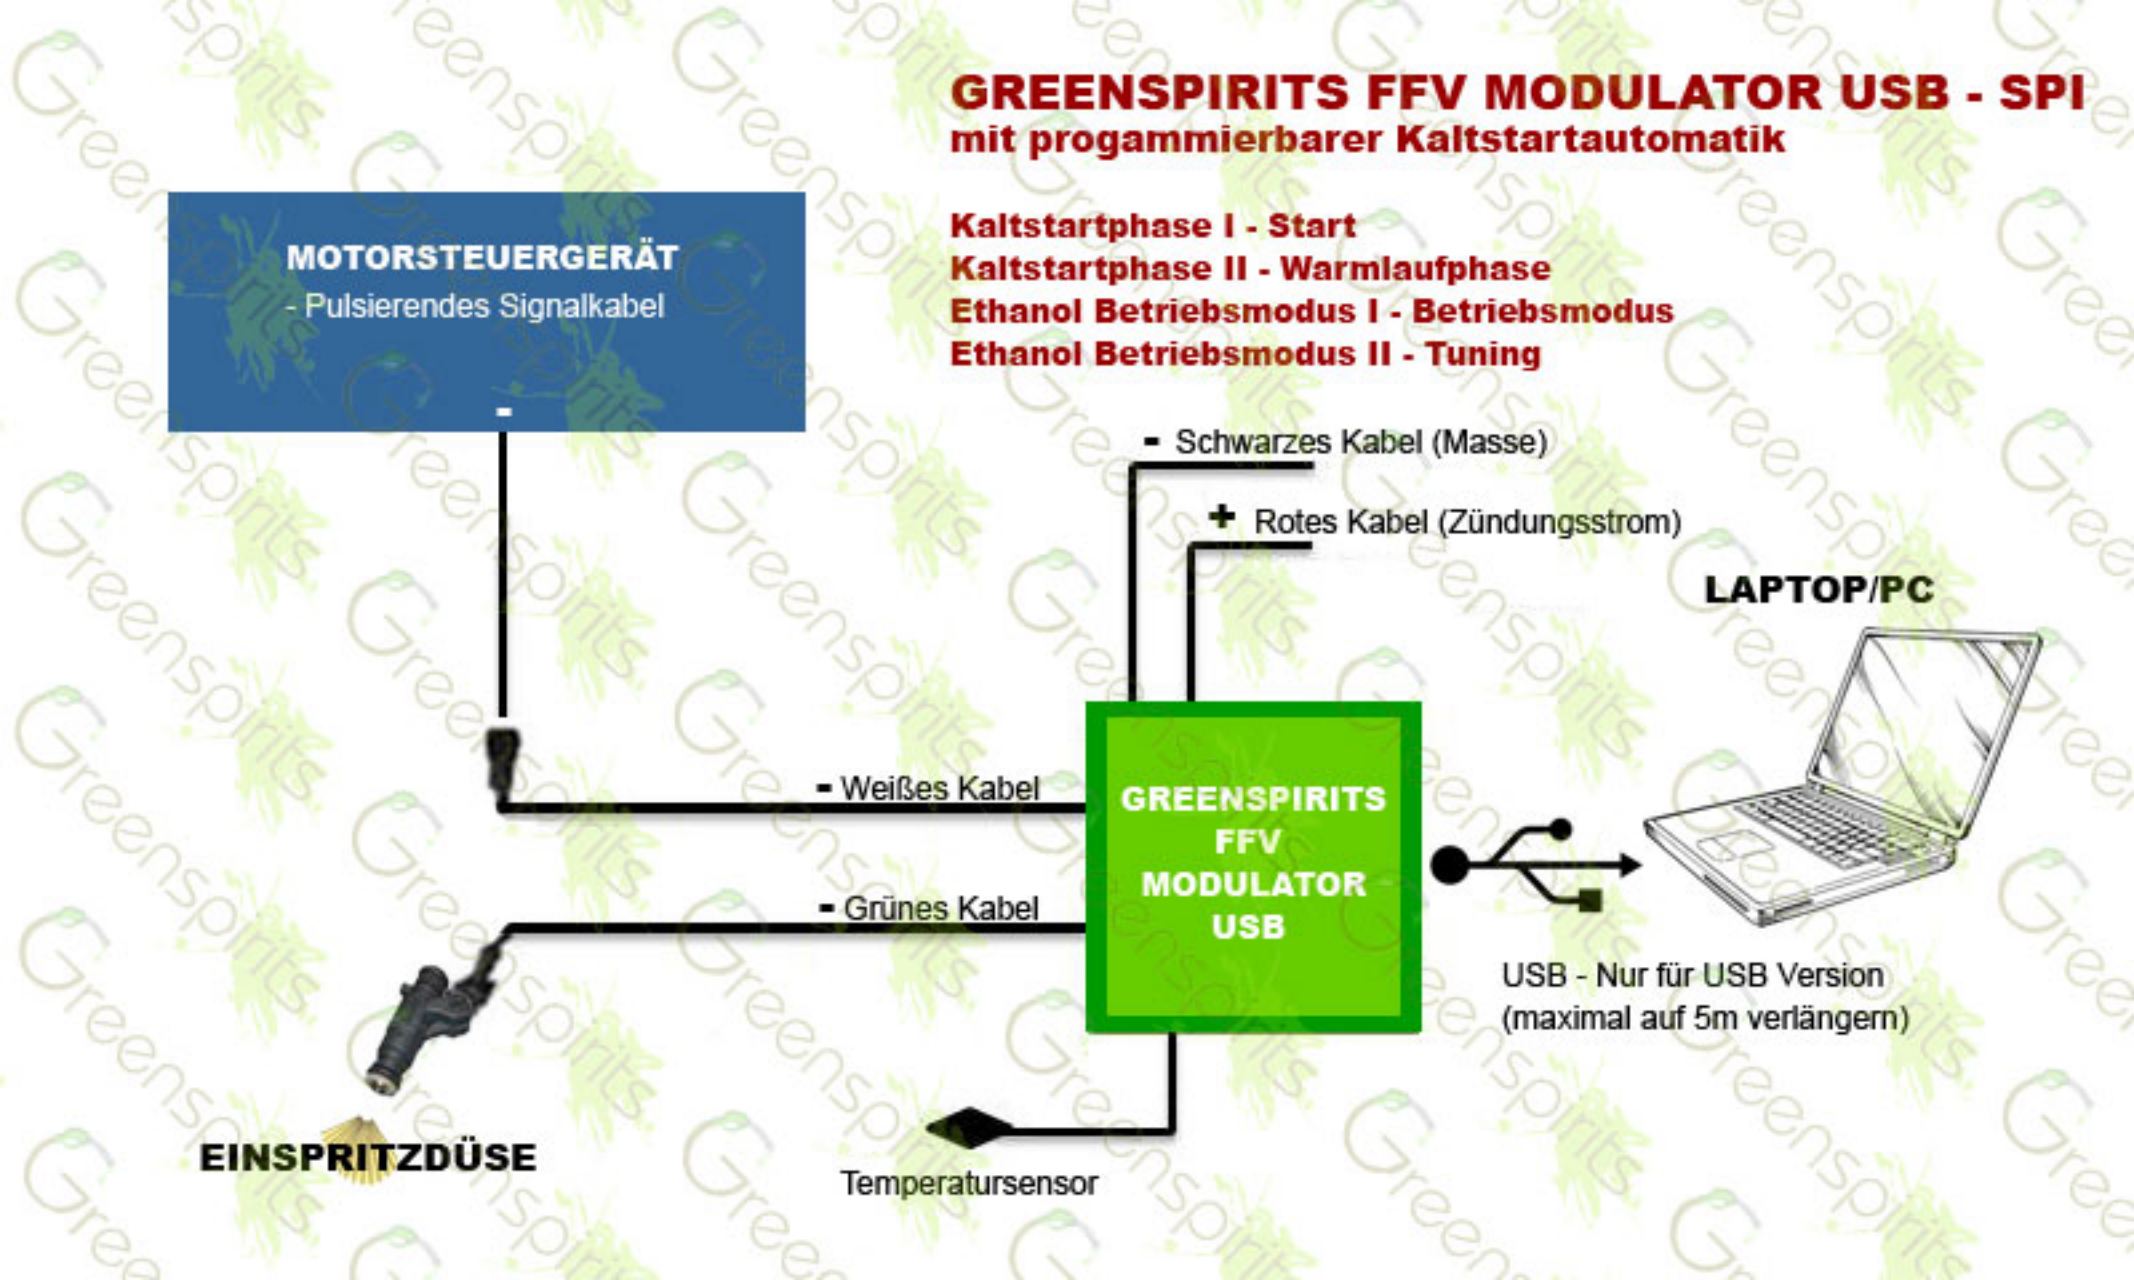 GREENSPIRITS FFV MODULATOR USB - SPI
mit progammierbarer Kaltstartautomatik
Kaltstartphase I - Start
Kaltstartphase II - Warmlaufphase
Ethanol Betriebsmodus I - Betriebsmodus
Ethanol Betriebsmodus II - Tuning
MOTORSTEUERGERÄT
- Pulsierendes Signalkabel
-
- Schwarzes Kabel (Masse)
+ Rotes Kabel (Zündungsstrom)
LAPTOP/PC
- Weißes Kabel
- Grünes Kabel
GREENSPIRITS
FFV
MODULATOR
USB
USB - Nur für USB Version
(maximal auf 5m verlängern)
EINSPRITZDÜSE
Temperatursensor
Greenspirits